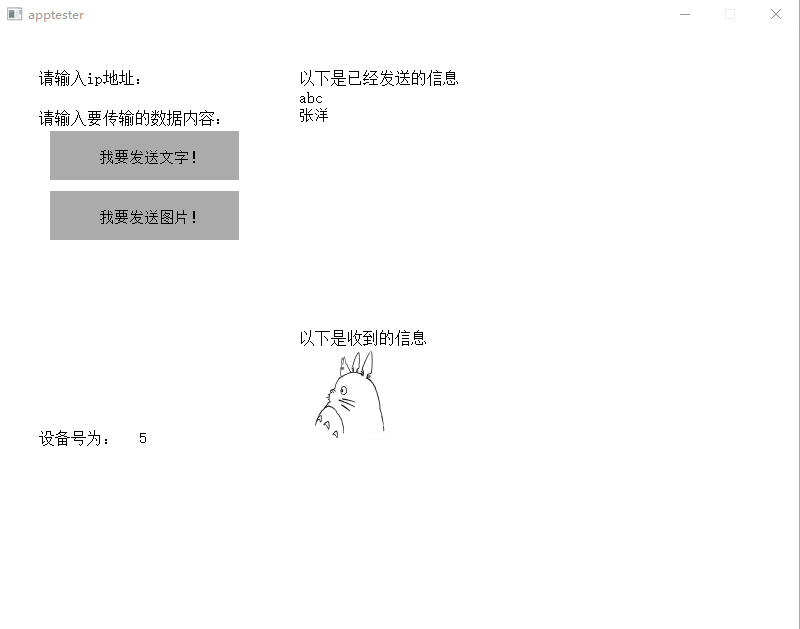 apptester
请输入ip地址：
请输入要传输的数据内容：
我要发送文字！
我要发送图片！
以下是已经发送的信息
abc
张洋
以下是收到的信息
设备号为： 5